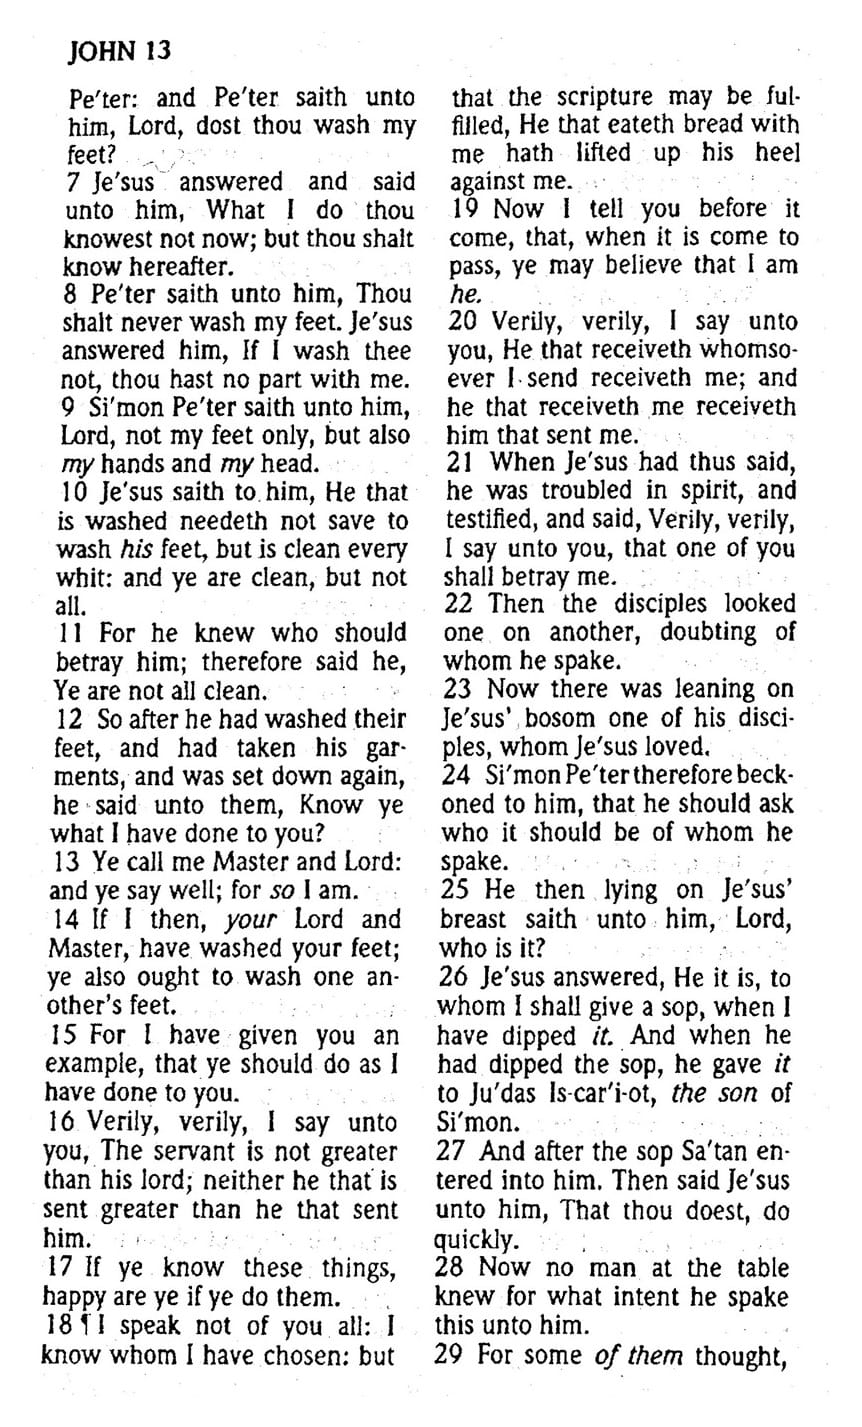 JOHN 13
Pe′ter: and Pe′ter saith unto
him, Lord, dost thou wash my
feet?
7 Je′sus answered and said
unto him, What I do thou
knowest not now; but thou shalt
know hereafter.
8 Pe′ter saith unto him, Thou
shalt never wash my feet. Je′sus
answered him, If I wash thee
not, thou hast no part with me.
9 Si′mon Pe′ter saith unto him,
Lord, not my feet only, but also
my hands and my head.
10 Je′sus saith to him, He that
is washed needeth not save to
wash his feet, but is clean every
whit: and ye are clean, but not
all.
11 For he knew who should
betray him; therefore said he,
Ye are not all clean.
12 So after he had washed their
feet, and had taken his gar-
ments, and was set down again,
he said unto them, Know ye
what I have done to you?
13 Ye call me Master and Lord:
and ye say well; for so I am.
14 If I then, your Lord and
Master, have washed your feet;
ye also ought to wash one an-
other's feet.
15 For I have given you an
example, that ye should do as I
have done to you.
16 Verily, verily, I say unto
you, The servant is not greater
than his lord; neither he that is
sent greater than he that sent
him.
17 If ye know these things,
happy are ye if ye do them.
18 ¶ I speak not of you all: I
know whom I have chosen: but
that the scripture may be ful-
filled, He that eateth bread with
me hath lifted up his heel
against me.
19 Now I tell you before it
come, that, when it is come to
pass, ye may believe that I am
he.
20 Verily, verily, I say unto
you, He that receiveth whomso-
ever I send receiveth me; and
he that receiveth me receiveth
him that sent me.
21 When Je′sus had thus said,
he was troubled in spirit, and
testified, and said, Verily, verily,
I say unto you, that one of you
shall betray me.
22 Then the disciples looked
one on another, doubting of
whom he spake.
23 Now there was leaning on
Je′sus' bosom one of his disci-
ples, whom Je′sus loved.
24 Si′mon Pe′ter therefore beck-
oned to him, that he should ask
who it should be of whom he
spake.
25 He then lying on Je′sus'
breast saith unto him, Lord,
who is it?
26 Je′sus answered, He it is, to
whom I shall give a sop, when I
have dipped it. And when he
had dipped the sop, he gave it
to Ju′das Is-car′i-ot, the son of
Si′mon.
27 And after the sop Sa′tan en-
tered into him. Then said Je′sus
unto him, That thou doest, do
quickly.
28 Now no man at the table
knew for what intent he spake
this unto him.
29 For some of them thought,